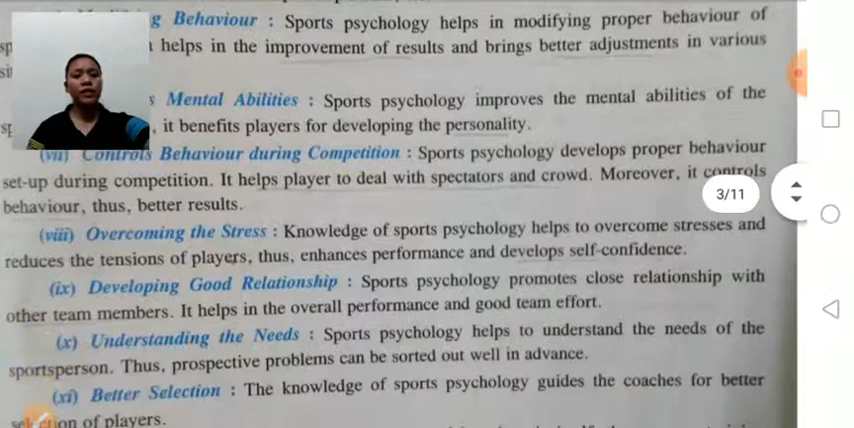 g Behaviour : Sports psychology helps in modifying proper behaviour of
sp helps in the improvement of results and brings better adjustments in various
si
s Mental Abilities : Sports psychology improves the mental abilities of the
sp , it benefits players for developing the personality.
(vii) Controls Behaviour during Competition : Sports psychology develops proper behaviour
set-up during competition. It helps player to deal with spectators and crowd. Moreover, it controls
behaviour, thus, better results.
3/11
(viii) Overcoming the Stress : Knowledge of sports psychology helps to overcome stresses and
reduces the tensions of players, thus, enhances performance and develops self-confidence.
(ix) Developing Good Relationship : Sports psychology promotes close relationship with
other team members. It helps in the overall performance and good team effort.
(x) Understanding the Needs : Sports psychology helps to understand the needs of the
sportsperson. Thus, prospective problems can be sorted out well in advance.
(xi) Better Selection : The knowledge of sports psychology guides the coaches for better
selection of players.